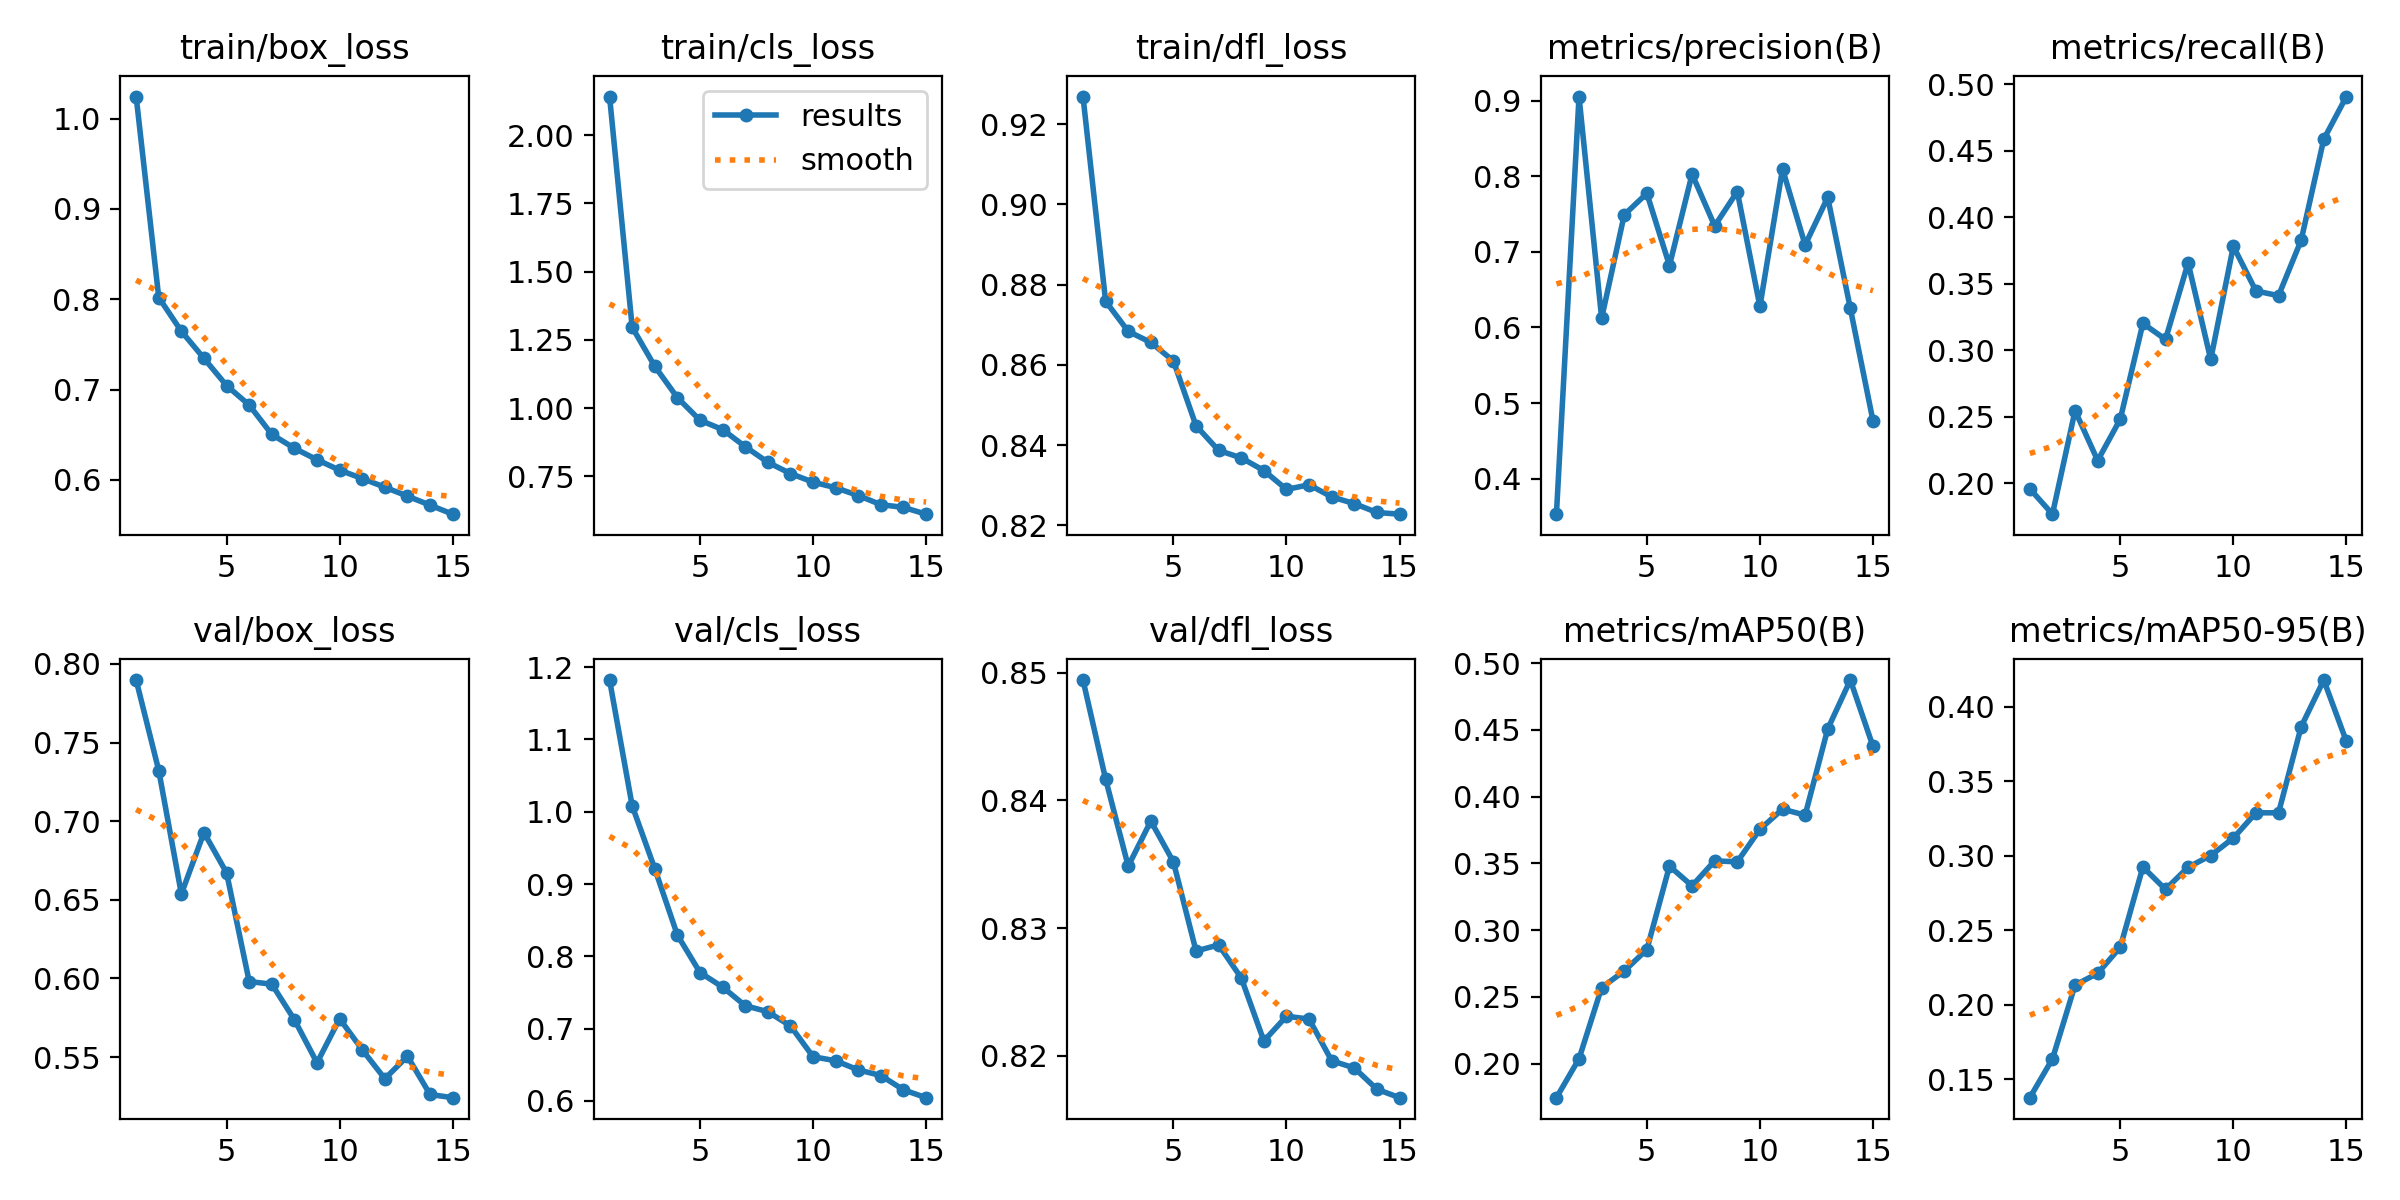 train/box_loss
train/cls_loss
train/dfl_loss
metrics/precision(B)
metrics/recall(B)
1.0
0.9
0.8
0.7
0.6
5 10 15
2.00
1.75
1.50
1.25
1.00
0.75
results
smooth
5 10 15
0.92
0.90
0.88
0.86
0.84
0.82
5 10 15
0.9
0.8
0.7
0.6
0.5
0.4
5 10 15
0.50
0.45
0.40
0.35
0.30
0.25
0.20
5 10 15
val/box_loss
val/cls_loss
val/dfl_loss
metrics/mAP50(B)
metrics/mAP50-95(B)
0.80
0.75
0.70
0.65
0.60
0.55
5 10 15
1.2
1.1
1.0
0.9
0.8
0.7
0.6
5 10 15
0.85
0.84
0.83
0.82
5 10 15
0.50
0.45
0.40
0.35
0.30
0.25
0.20
5 10 15
0.40
0.35
0.30
0.25
0.20
0.15
5 10 15